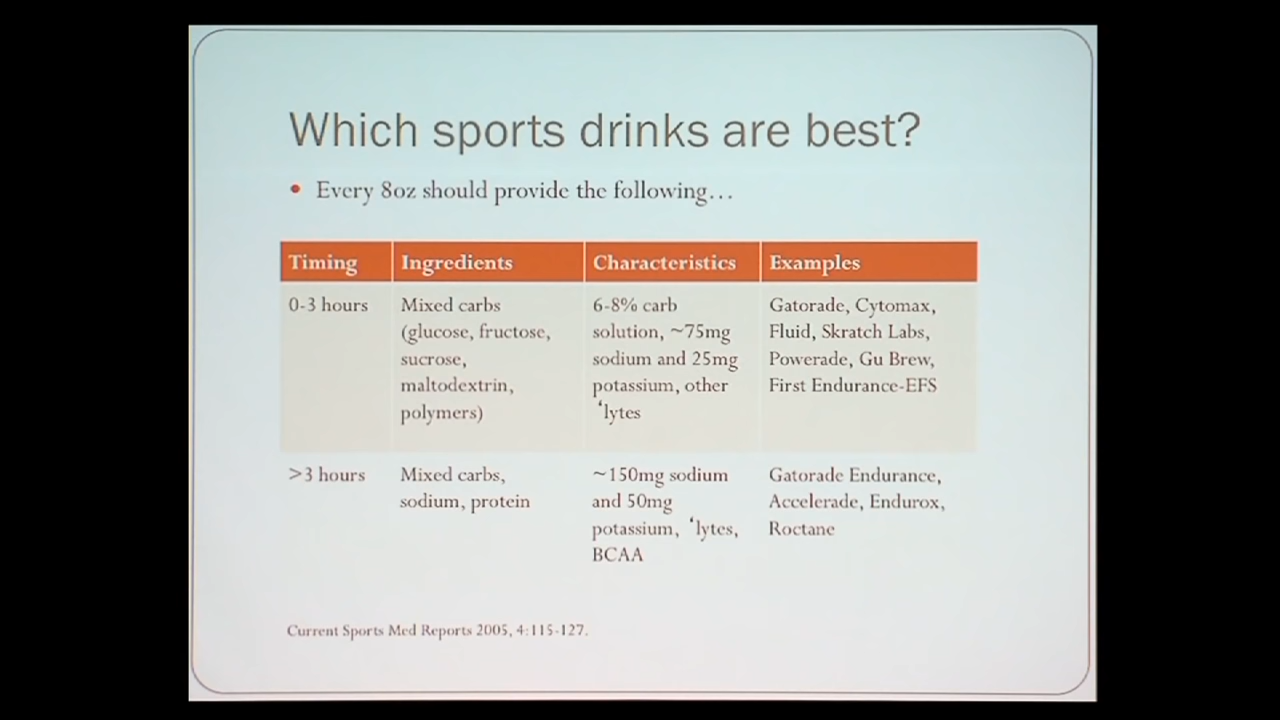 Which sports drinks are best?
• Every 8oz should provide the following…
Timing
Ingredients
Characteristics
Examples
0-3 hours
Mixed carbs
(glucose, fructose,
sucrose,
maltodextrin,
polymers)
6-8% carb
solution, ~75mg
sodium and 25mg
potassium, other
‘lytes
Gatorade, Cytomax,
Fluid, Skratch Labs,
Powerade, Gu Brew,
First Endurance-EFS
>3 hours
Mixed carbs,
sodium, protein
~150mg sodium
and 50mg
potassium, ‘lytes,
BCAA
Gatorade Endurance,
Accelerade, Endurox,
Roctane
Current Sports Med Reports 2005, 4:115-127.